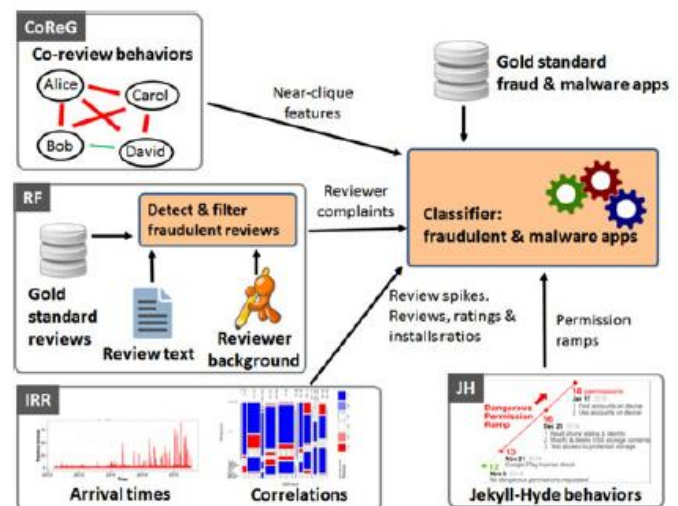 CoReG
Co-review behaviors
Alice
Carol
Bob
David
Near-clique
features
Gold standard
fraud & malware apps
RF
Detect & filter
fraudulent reviews
Gold
standard
reviews
Review text
Reviewer
background
Reviewer
complaints
Classifier:
fraudulent & malware apps
Review spikes.
Reviews, ratings &
installs ratios
Permission
ramps
IRR
Arrival times
Correlations
JH
Dangerous
Permission
Ramp
permissions
Jekyll-Hyde behaviors